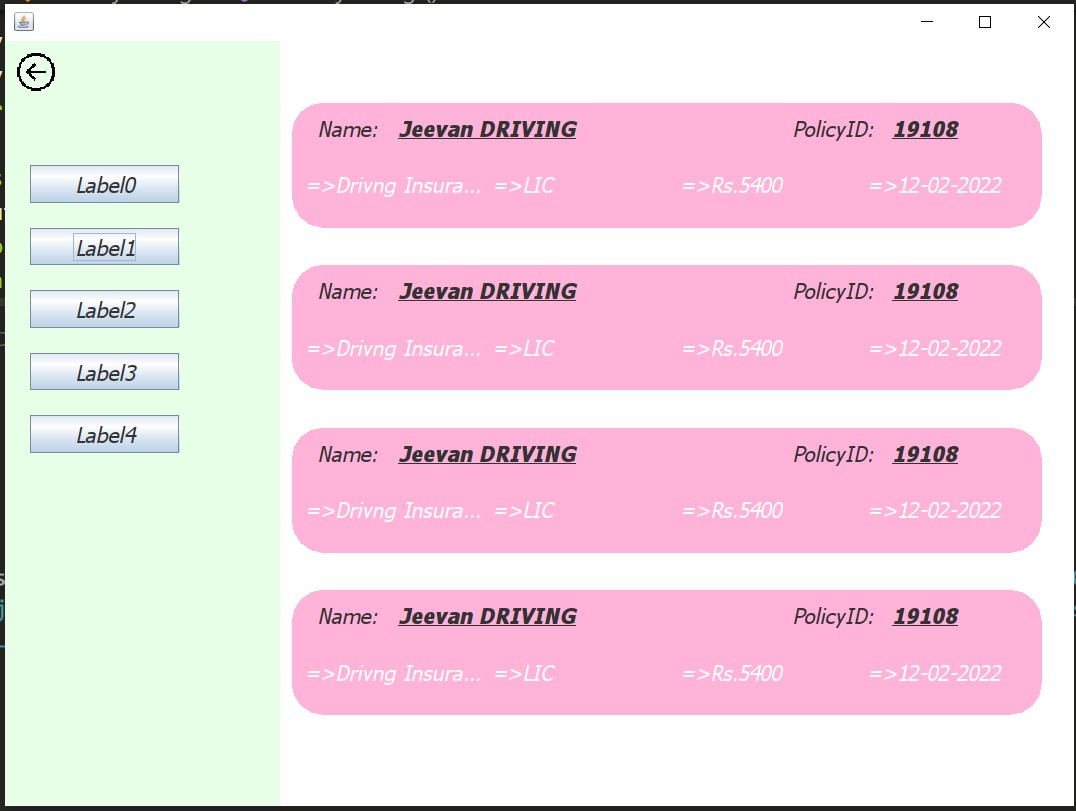 Label0
Label1
Label2
Label3
Label4
Name: Jeevan DRIVING PolicyID: 19108
=>Drivng Insura... =>LIC =>Rs.5400 =>12-02-2022
Name: Jeevan DRIVING PolicyID: 19108
=>Drivng Insura... =>LIC =>Rs.5400 =>12-02-2022
Name: Jeevan DRIVING PolicyID: 19108
=>Drivng Insura... =>LIC =>Rs.5400 =>12-02-2022
Name: Jeevan DRIVING PolicyID: 19108
=>Drivng Insura... =>LIC =>Rs.5400 =>12-02-2022